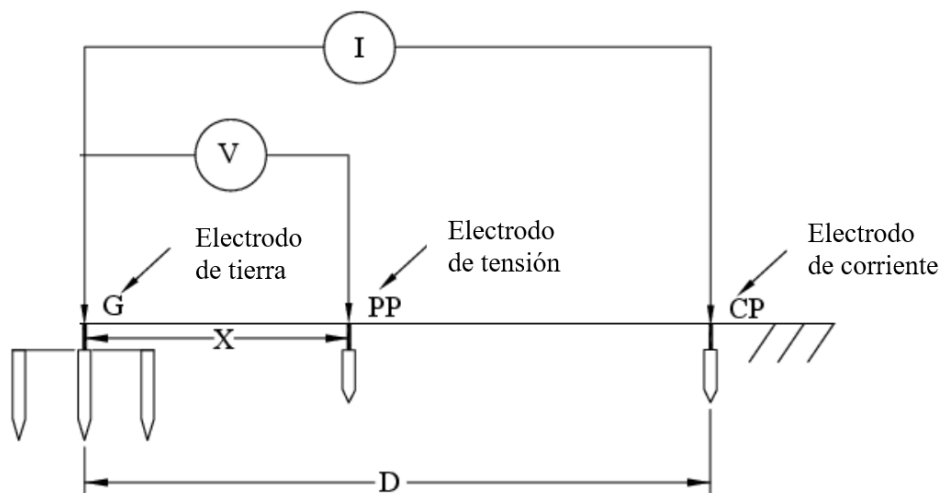 I
V
Electrodo
de tierra
Electrodo
de tensión
Electrodo
de corriente
G
PP
CP
X
D